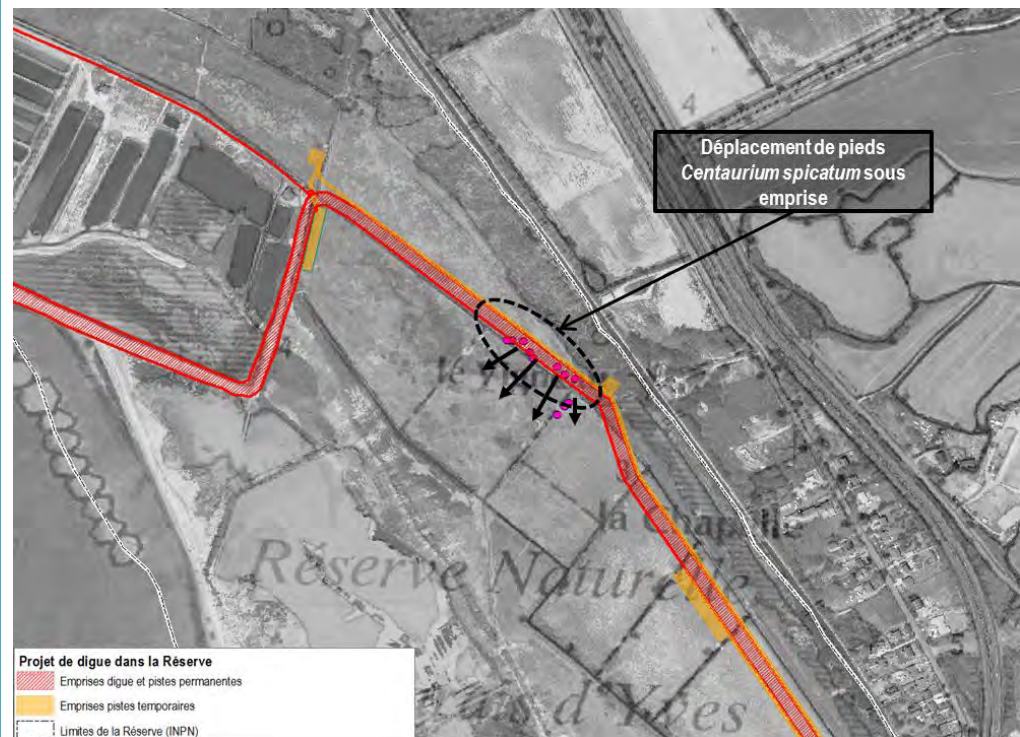 4
Déplacement de pieds
Centaurium spicatum sous
emprise
le
la Chapell
Réserve Naturelle
d'Yves
Projet de digue dans la Réserve
Emprises digue et pistes permanentes
Emprises pistes temporaires
Limites de la Réserve (INPN)